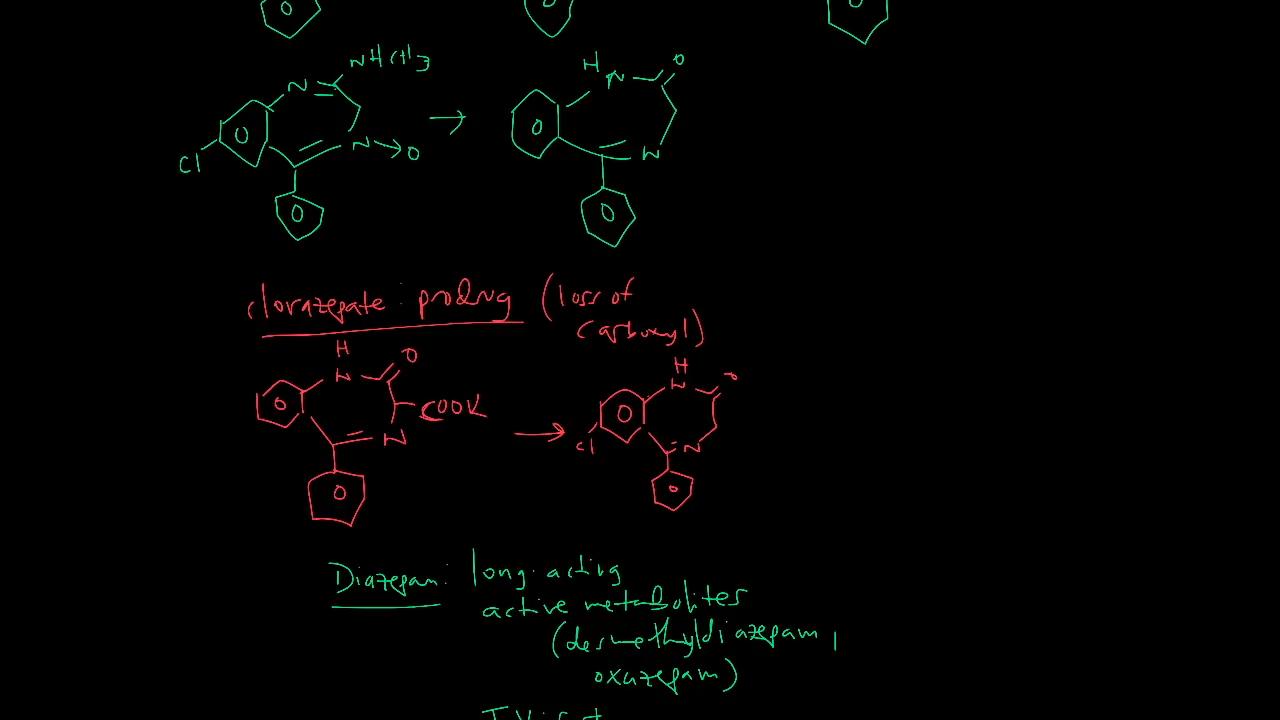 O O O
NHCH3
H
N
O
N
N
O
O
Cl
N
O
N
O
O
clorazepate: prodrug (loss of
carboxyl)
H
N
O
H
N
O
O
COOK
O
N
Cl
N
O
O
Diazepam: long acting
active metabolites
(desmethyldiazepam,
oxazepam)